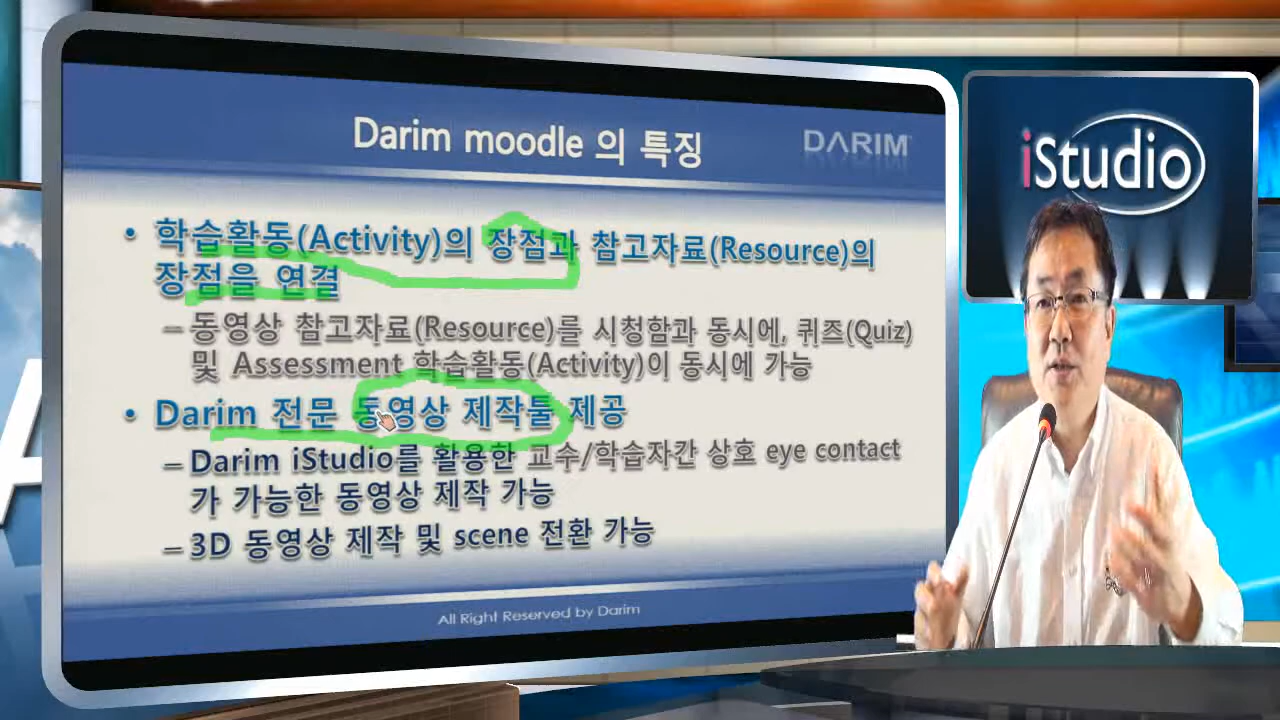 Darim moodle 의 특징
DARIM
• 학습활동(Activity)의 장점과 참고자료(Resource)의
장점을 연결
– 동영상 참고자료(Resource)를 시청함과 동시에, 퀴즈(Quiz)
및 Assessment 학습활동(Activity)이 동시에 가능
• Darim 전문 동영상 제작툴 제공
– Darim iStudio를 활용한 교수/학습자간 상호 eye contact
가 가능한 동영상 제작 가능
– 3D 동영상 제작 및 scene 전환 가능
All Right Reserved by Darim
iStudio